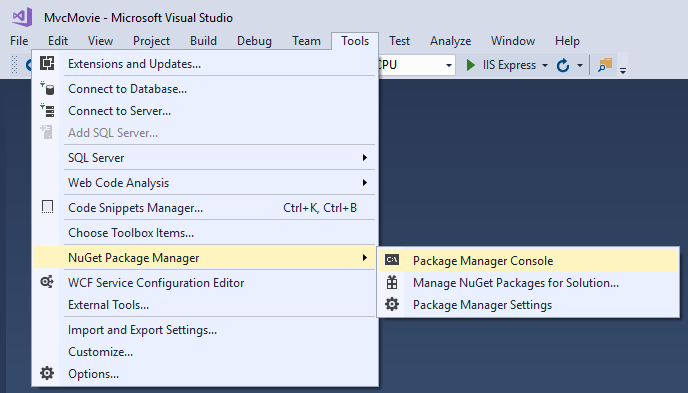 MvcMovie - Microsoft Visual Studio
File Edit View Project Build Debug Team Tools Test Analyze Window Help
Extensions and Updates... CPU IIS Express
Connect to Database...
Connect to Server...
Add SQL Server...
SQL Server
Web Code Analysis
Code Snippets Manager... Ctrl+K, Ctrl+B
Choose Toolbox Items...
NuGet Package Manager
C:\ Package Manager Console
WCF Service Configuration Editor
Manage NuGet Packages for Solution...
External Tools...
Package Manager Settings
Import and Export Settings...
Customize...
Options...